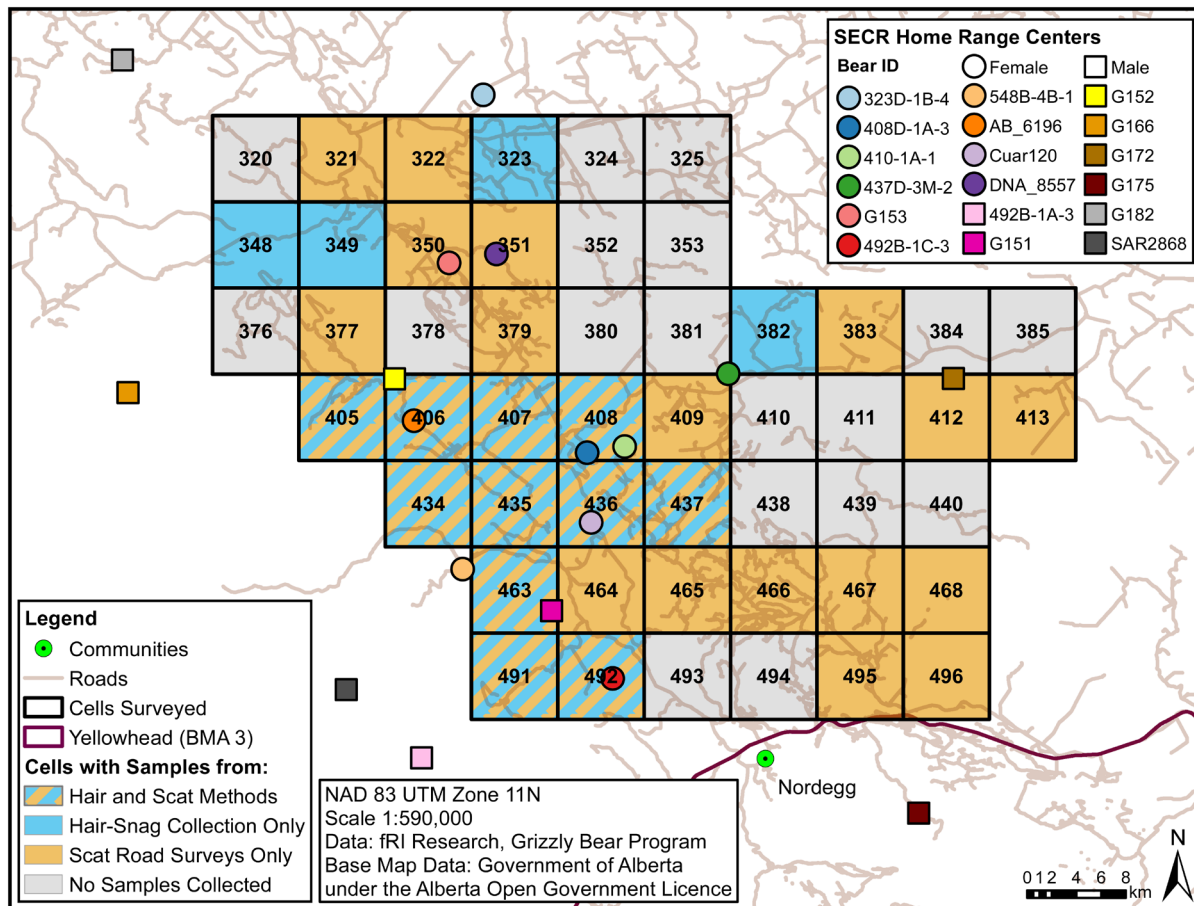 SECR Home Range Centers
Bear ID
Female
Male
323D-1B-4
548B-4B-1
G152
408D-1A-3
AB_6196
G166
410-1A-1
Cuar120
G172
437D-3M-2
DNA_8557
G175
G153
492B-1A-3
G182
492B-1C-3
G151
SAR2868
320 321 322 323 324 325
348 349 350 351 352 353
376 377 378 379 380 381 382 383 384 385
405 406 407 408 409 410 411 412 413
434 435 436 437 438 439 440
463 464 465 466 467 468
491 492 493 494 495 496
Nordegg
Legend
Communities
Roads
Cells Surveyed
Yellowhead (BMA 3)
Cells with Samples from:
Hair and Scat Methods
Hair-Snag Collection Only
Scat Road Surveys Only
No Samples Collected
NAD 83 UTM Zone 11N
Scale 1:590,000
Data: fRI Research, Grizzly Bear Program
Base Map Data: Government of Alberta
under the Alberta Open Government Licence
N
0 1 2 4 6 8
km